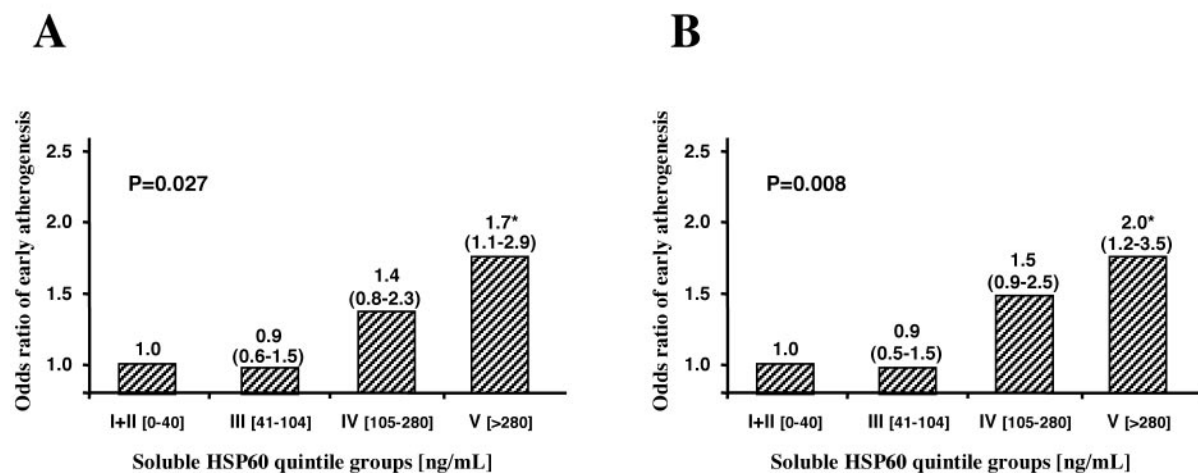 A
Odds ratio of early atherogenesis
2.5
2.0
1.5
1.0
P=0.027
1.0
0.9
(0.6-1.5)
1.4
(0.8-2.3)
1.7*
(1.1-2.9)
I+II [0-40] III [41-104] IV [105-280] V [>280]
Soluble HSP60 quintile groups [ng/mL]
B
Odds ratio of early atherogenesis
2.5
2.0
1.5
1.0
P=0.008
1.0
0.9
(0.5-1.5)
1.5
(0.9-2.5)
2.0*
(1.2-3.5)
I+II [0-40] III [41-104] IV [105-280] V [>280]
Soluble HSP60 quintile groups [ng/mL]